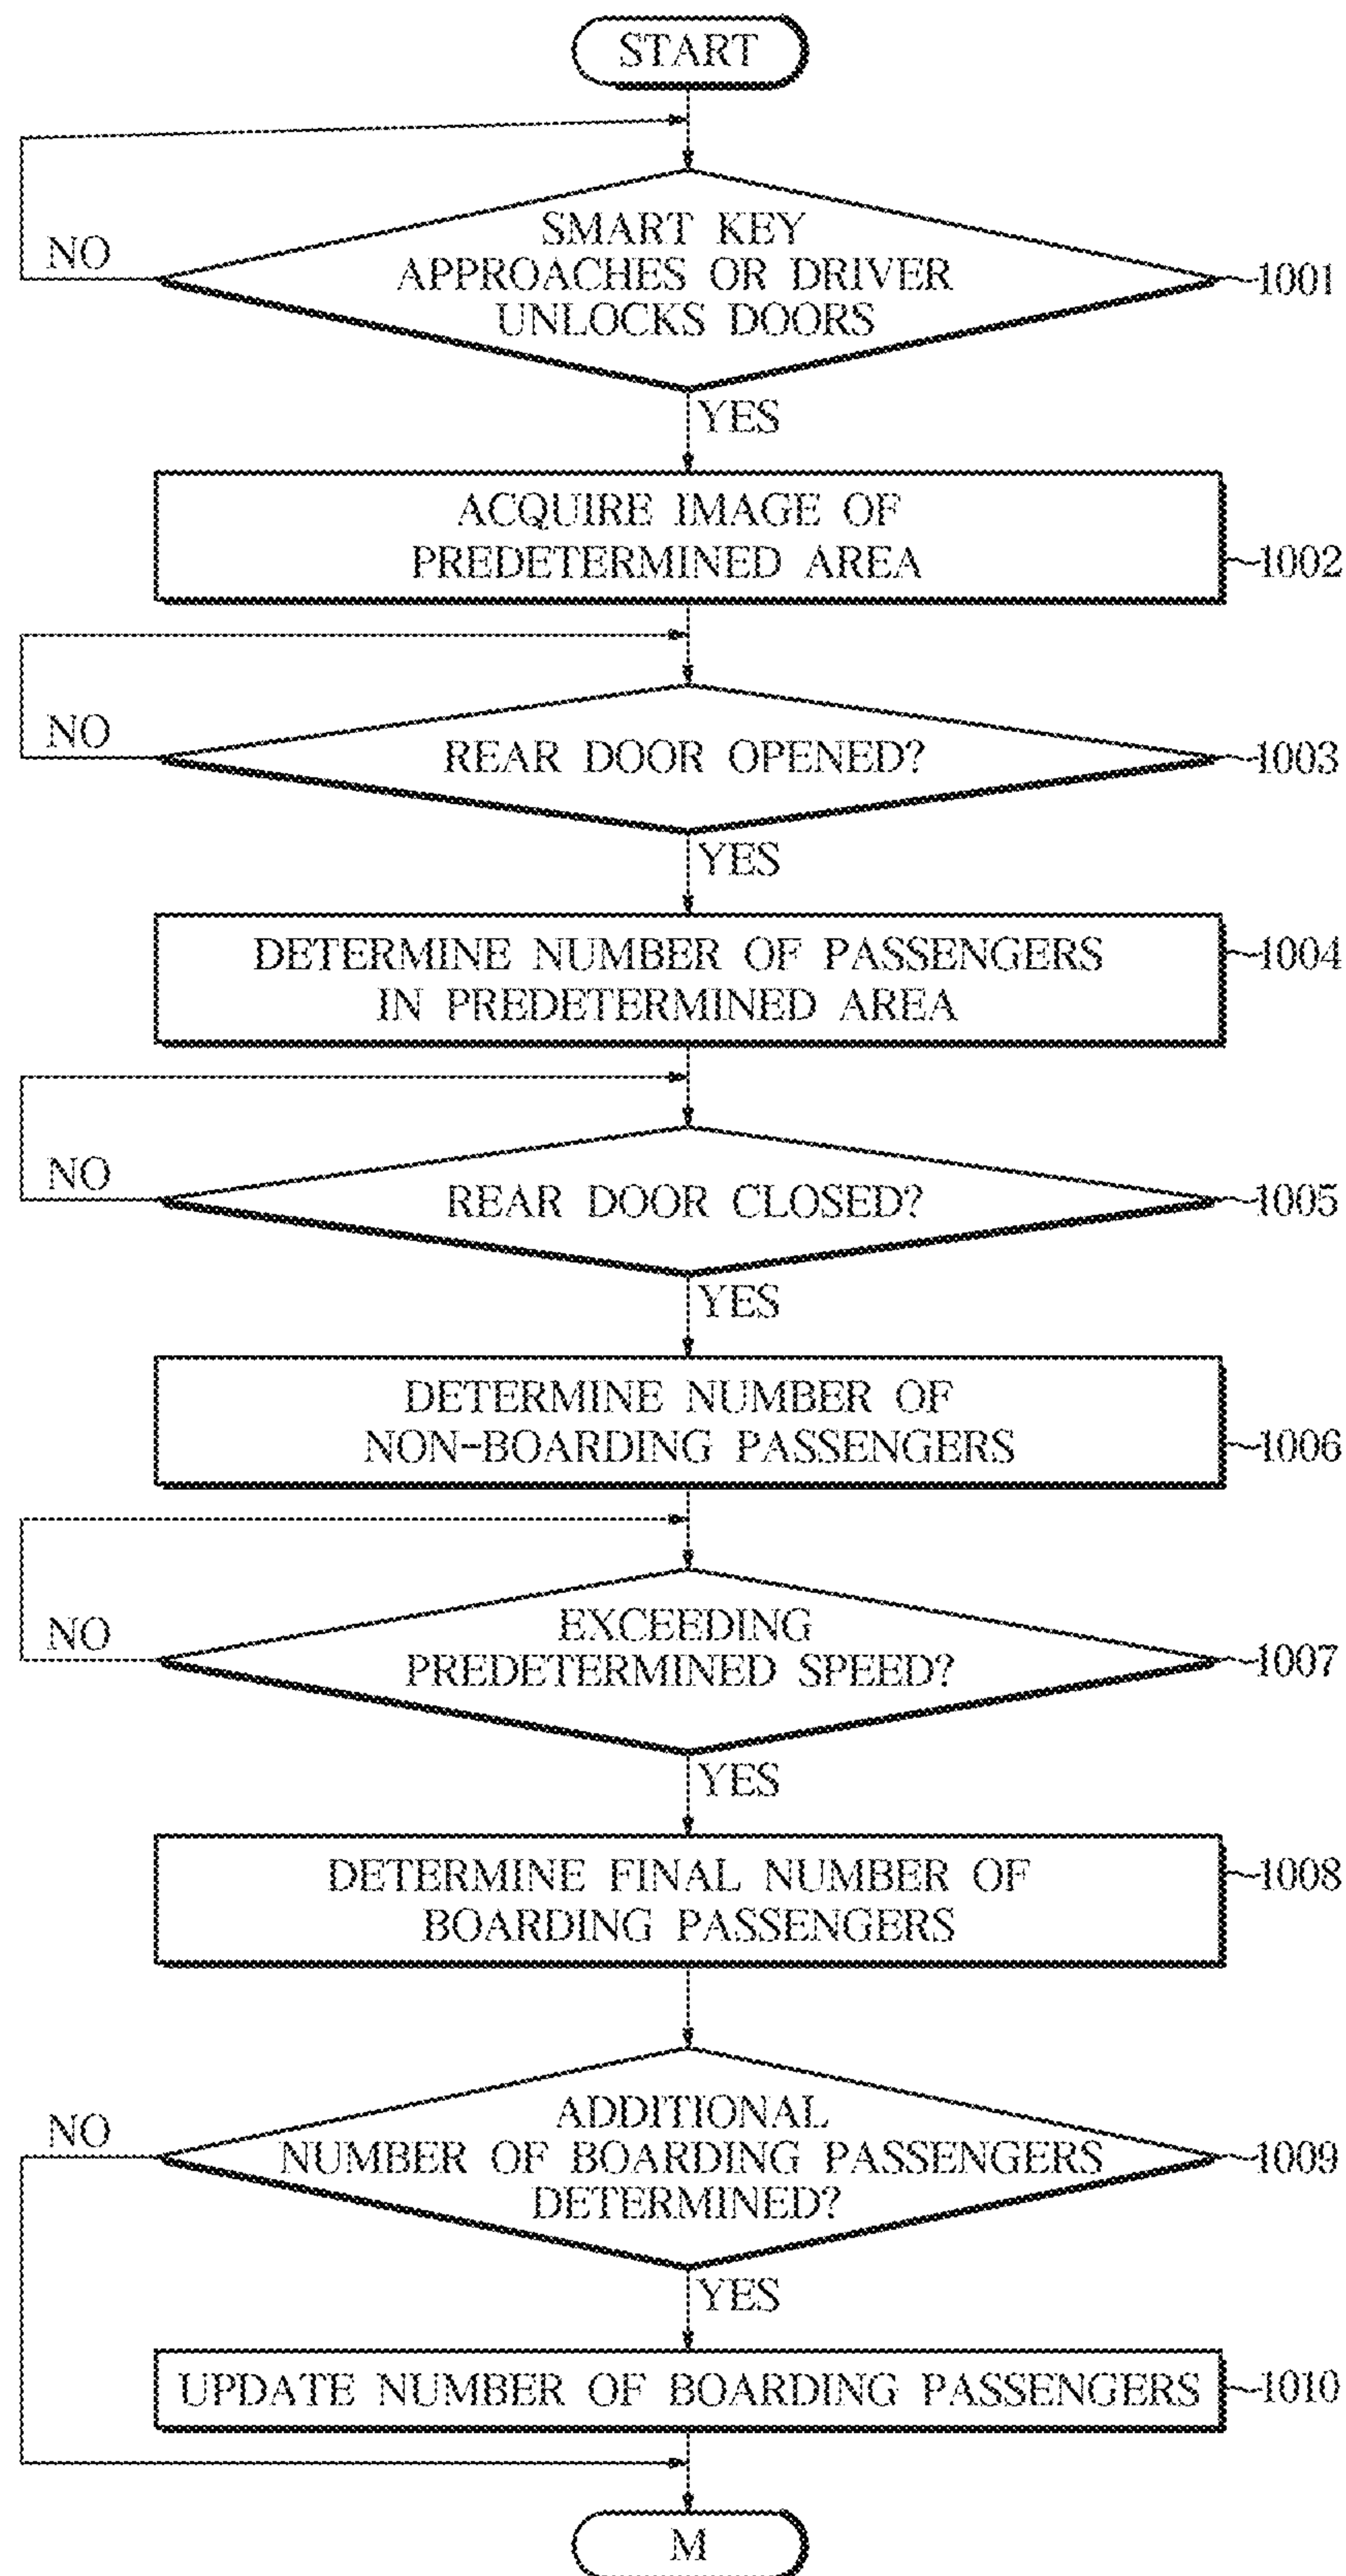 START
NO
SMART KEY
APPROACHES OR DRIVER
UNLOCKS DOORS
1001
YES
ACQUIRE IMAGE OF
PREDETERMINED AREA
1002
NO
REAR DOOR OPENED?
1003
YES
DETERMINE NUMBER OF PASSENGERS
IN PREDETERMINED AREA
1004
NO
REAR DOOR CLOSED?
1005
YES
DETERMINE NUMBER OF
NON-BOARDING PASSENGERS
1006
NO
EXCEEDING
PREDETERMINED SPEED?
1007
YES
DETERMINE FINAL NUMBER OF
BOARDING PASSENGERS
1008
NO
ADDITIONAL
NUMBER OF BOARDING PASSENGERS
DETERMINED?
1009
YES
UPDATE NUMBER OF BOARDING PASSENGERS
1010
M